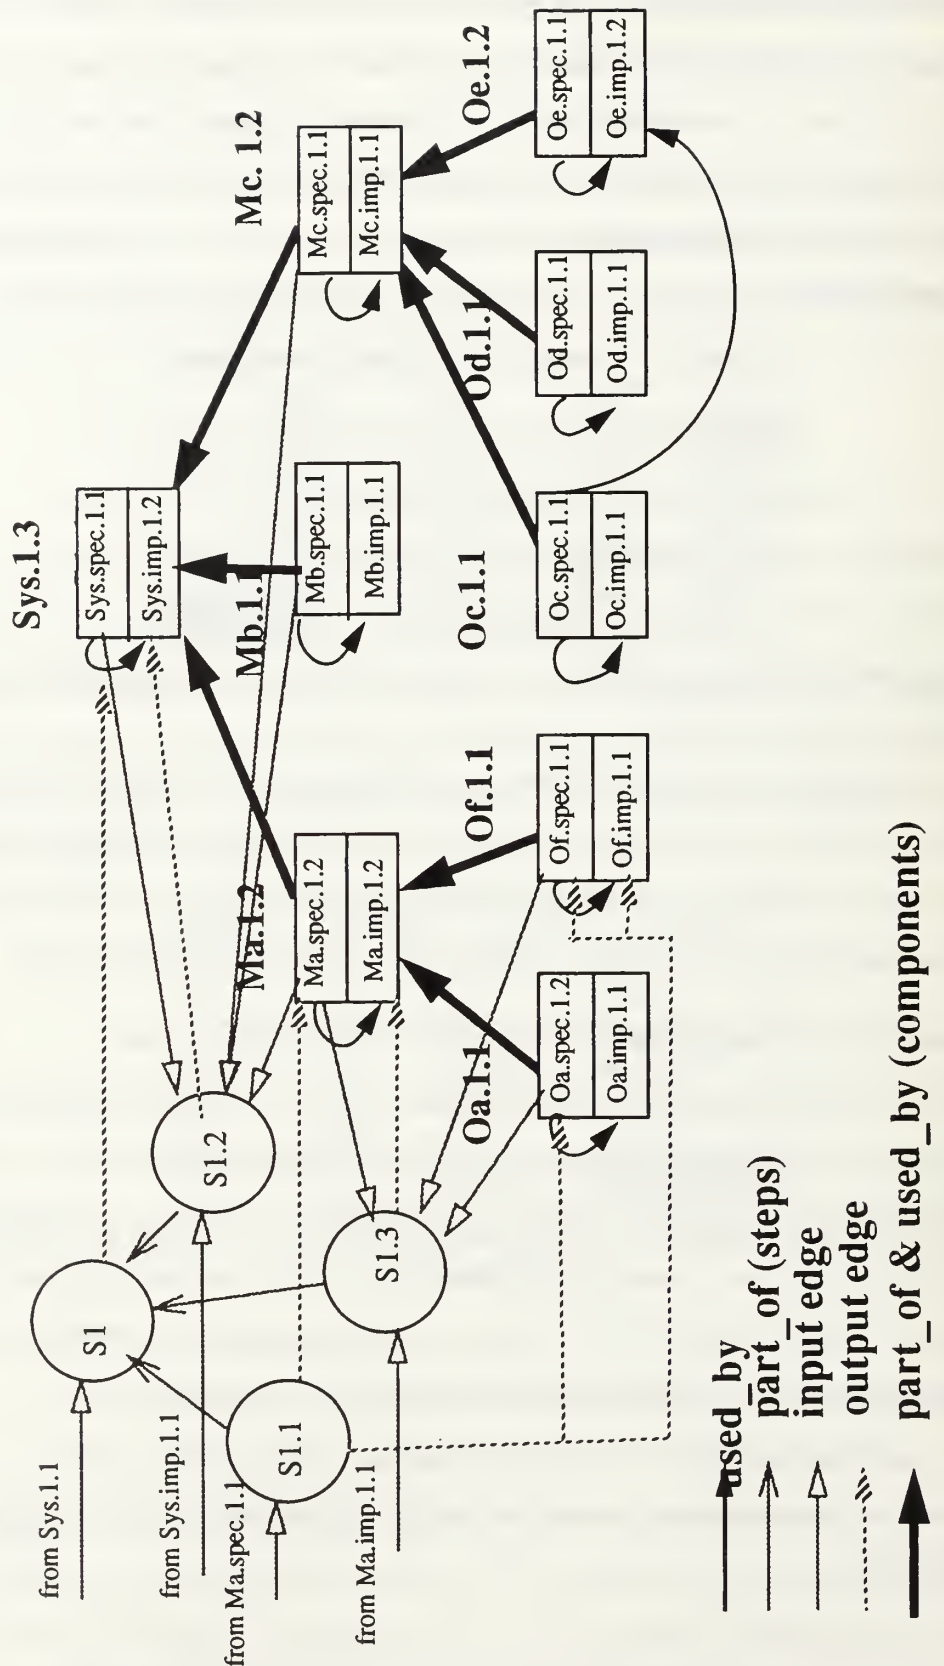 Sys.1.3
Sys.spec.1.1
Sys.imp.1.2
Ma.1.2
Ma.spec.1.2
Ma.imp.1.2
Mb.1.1
Mb.spec.1.1
Mb.imp.1.1
Mc. 1.2
Mc.spec.1.1
Mc.imp.1.1
Oa.1.1
Oa.spec.1.2
Oa.imp.1.1
Of.1.1
Of.spec.1.1
Of.imp.1.1
Oc.1.1
Oc.spec.1.1
Oc.imp.1.1
Od.1.1
Od.spec.1.1
Od.imp.1.1
Oe.1.2
Oe.spec.1.1
Oe.imp.1.2
S1
S1.2
S1.1
S1.3
from Sys.1.1
from Sys.imp.1.1
from Ma.spec.1.1
from Ma.imp.1.1
used_by
part_of (steps)
input edge
output edge
part_of & used_by (components)